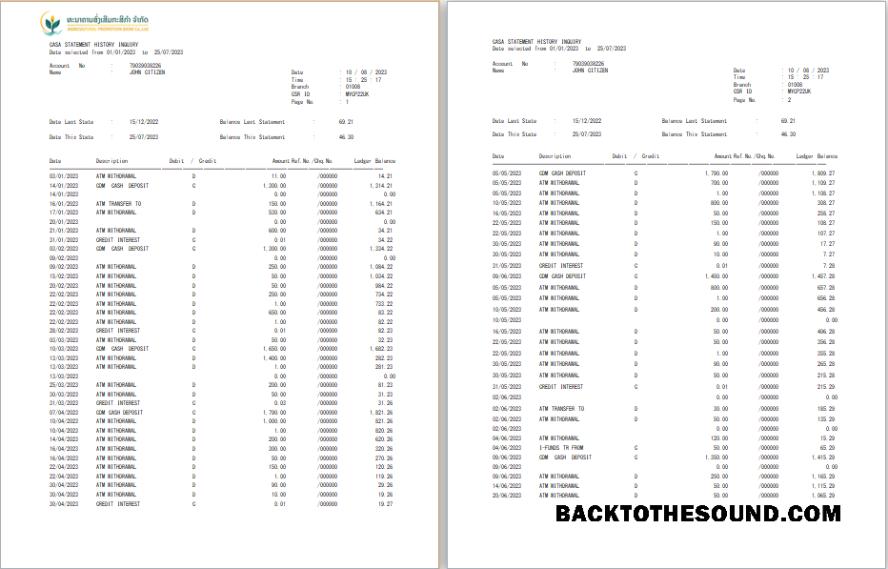 ທະນາຄານສົ່ງເສີມກະສິກຳ ຈຳກັດ
AGRICULTURAL PROMOTION BANK CO.,LTD
CASA STATEMENT HISTORY INQUIRY
Date selected from 01/01/2023 to 25/07/2023
Account No : 79039038226
Name : JOHN CITIZEN
Date : 10 / 08 / 2023
Time : 15 : 25 : 17
Branch : 01008
CSR ID : MYGP22UK
Page No : 1
Date Last State : 15/12/2022 Balance Last Statement : 69.21
Date This State : 25/07/2023 Balance This Statement : 46.30
Date Description Debit / Credit Amount Ref. No./Chq. No Ledger Balance
03/01/2023 ATM WITHDRAWAL D 11.00 /000000 14.21
14/01/2023 CDM CASH DEPOSIT C 1,300.00 /000000 1,314.21
14/01/2023 0.00 /000000 0.00
16/01/2023 ATM TRANSFER TO D 150.00 /000000 1,164.21
17/01/2023 ATM WITHDRAWAL D 530.00 /000000 634.21
20/01/2023 0.00 /000000 0.00
21/01/2023 ATM WITHDRAWAL D 600.00 /000000 34.21
31/01/2023 CREDIT INTEREST C 0.01 /000000 34.22
03/02/2023 CDM CASH DEPOSIT C 1,300.00 /000000 1,334.22
09/02/2023 0.00 /000000 0.00
09/02/2023 ATM WITHDRAWAL D 250.00 /000000 1,084.22
15/02/2023 ATM WITHDRAWAL D 50.00 /000000 1,034.22
20/02/2023 ATM WITHDRAWAL D 50.00 /000000 984.22
22/02/2023 ATM WITHDRAWAL D 250.00 /000000 734.22
22/02/2023 ATM WITHDRAWAL D 1.00 /000000 733.22
22/02/2023 ATM WITHDRAWAL D 650.00 /000000 83.22
22/02/2023 ATM WITHDRAWAL D 1.00 /000000 82.22
28/02/2023 CREDIT INTEREST C 0.01 /000000 82.23
03/03/2023 ATM WITHDRAWAL D 50.00 /000000 32.23
10/03/2023 CDM CASH DEPOSIT C 1,650.00 /000000 1,682.23
13/03/2023 ATM WITHDRAWAL D 1,400.00 /000000 282.23
13/03/2023 ATM WITHDRAWAL D 1.00 /000000 281.23
13/03/2023 0.00 /000000 0.00
25/03/2023 ATM WITHDRAWAL D 200.00 /000000 81.23
30/03/2023 ATM WITHDRAWAL D 50.00 /000000 31.23
31/03/2023 CREDIT INTEREST C 0.03 /000000 31.26
07/04/2023 CDM CASH DEPOSIT C 1,790.00 /000000 1,821.26
10/04/2023 ATM WITHDRAWAL D 1,000.00 /000000 821.26
10/04/2023 ATM WITHDRAWAL D 1.00 /000000 820.26
14/04/2023 ATM WITHDRAWAL D 200.00 /000000 620.26
16/04/2023 ATM WITHDRAWAL D 300.00 /000000 320.26
16/04/2023 ATM WITHDRAWAL D 50.00 /000000 270.26
22/04/2023 ATM WITHDRAWAL D 150.00 /000000 120.26
22/04/2023 ATM WITHDRAWAL D 1.00 /000000 119.26
30/04/2023 ATM WITHDRAWAL D 90.00 /000000 29.26
30/04/2023 ATM WITHDRAWAL D 10.00 /000000 19.26
30/04/2023 CREDIT INTEREST C 0.01 /000000 19.27
CASA STATEMENT HISTORY INQUIRY
Date selected from 01/01/2023 to 25/07/2023
Account No : 79039038226
Name : JOHN CITIZEN
Date : 10 / 08 / 2023
Time : 15 : 25 : 17
Branch : 01008
CSR ID : MYGP22UK
Page No : 2
Date Last State : 15/12/2022 Balance Last Statement : 69.21
Date This State : 25/07/2023 Balance This Statement : 46.30
Date Description Debit / Credit Amount Ref. No./Chq. No Ledger Balance
05/05/2023 CDM CASH DEPOSIT C 1,790.00 /000000 1,809.27
05/05/2023 ATM WITHDRAWAL D 700.00 /000000 1,109.27
05/05/2023 ATM WITHDRAWAL D 1.00 /000000 1,108.27
10/05/2023 ATM WITHDRAWAL D 800.00 /000000 308.27
16/05/2023 ATM WITHDRAWAL D 50.00 /000000 258.27
22/05/2023 ATM WITHDRAWAL D 150.00 /000000 108.27
22/05/2023 ATM WITHDRAWAL D 1.00 /000000 107.27
30/05/2023 ATM WITHDRAWAL D 90.00 /000000 17.27
30/05/2023 ATM WITHDRAWAL D 10.00 /000000 7.27
31/05/2023 CREDIT INTEREST C 0.01 /000000 7.28
09/06/2023 CDM CASH DEPOSIT C 1,450.00 /000000 1,457.28
05/05/2023 ATM WITHDRAWAL D 800.00 /000000 657.28
05/05/2023 ATM WITHDRAWAL D 1.00 /000000 656.28
10/05/2023 ATM WITHDRAWAL D 200.00 /000000 456.28
10/05/2023 0.00 /000000 0.00
16/05/2023 ATM WITHDRAWAL D 50.00 /000000 406.28
22/05/2023 ATM WITHDRAWAL D 50.00 /000000 356.28
22/05/2023 ATM WITHDRAWAL D 1.00 /000000 355.28
30/05/2023 ATM WITHDRAWAL D 90.00 /000000 265.28
30/05/2023 ATM WITHDRAWAL D 50.00 /000000 215.28
31/05/2023 CREDIT INTEREST C 0.01 /000000 215.29
02/06/2023 0.00 /000000 0.00
02/06/2023 ATM TRANSFER TO D 30.00 /000000 185.29
02/06/2023 ATM WITHDRAWAL D 50.00 /000000 135.29
02/06/2023 0.00 /000000 0.00
04/06/2023 ATM WITHDRAWAL D 120.00 /000000 15.29
04/06/2023 I-FUNDS TR FROM C 50.00 /000000 65.29
09/06/2023 CDM CASH DEPOSIT C 1,350.00 /000000 1,415.29
09/06/2023 0.00 /000000 0.00
09/06/2023 ATM WITHDRAWAL D 250.00 /000000 1,165.29
14/06/2023 ATM WITHDRAWAL D 50.00 /000000 1,115.29
20/06/2023 ATM WITHDRAWAL D 50.00 /000000 1,065.29
BACKTOTHESOUND.COM